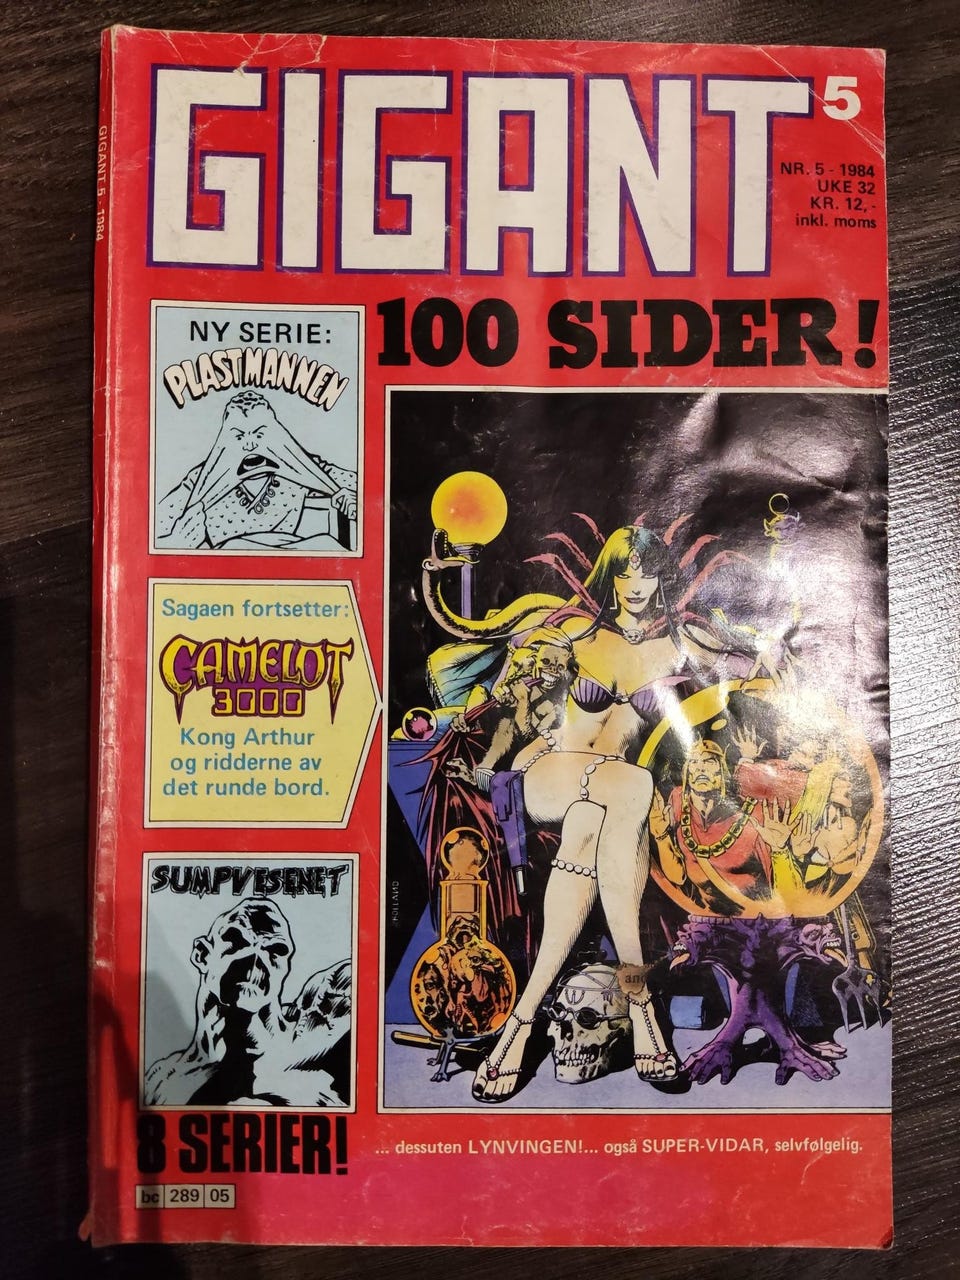 GIGANT
5
NR. 5 - 1984
UKE 32
KR. 12,-
inkl. moms
GIGANT 5 - 1984
100 SIDER!
NY SERIE:
PLASTMANNEN
Sagaen fortsetter:
CAMELOT
3000
Kong Arthur
og ridderne av
det runde bord.
SUMPVESENET
BOLLAND
8 SERIER!
... dessuten LYNVINGEN!... også SUPER-VIDAR, selvfølgelig.
bc 289 05